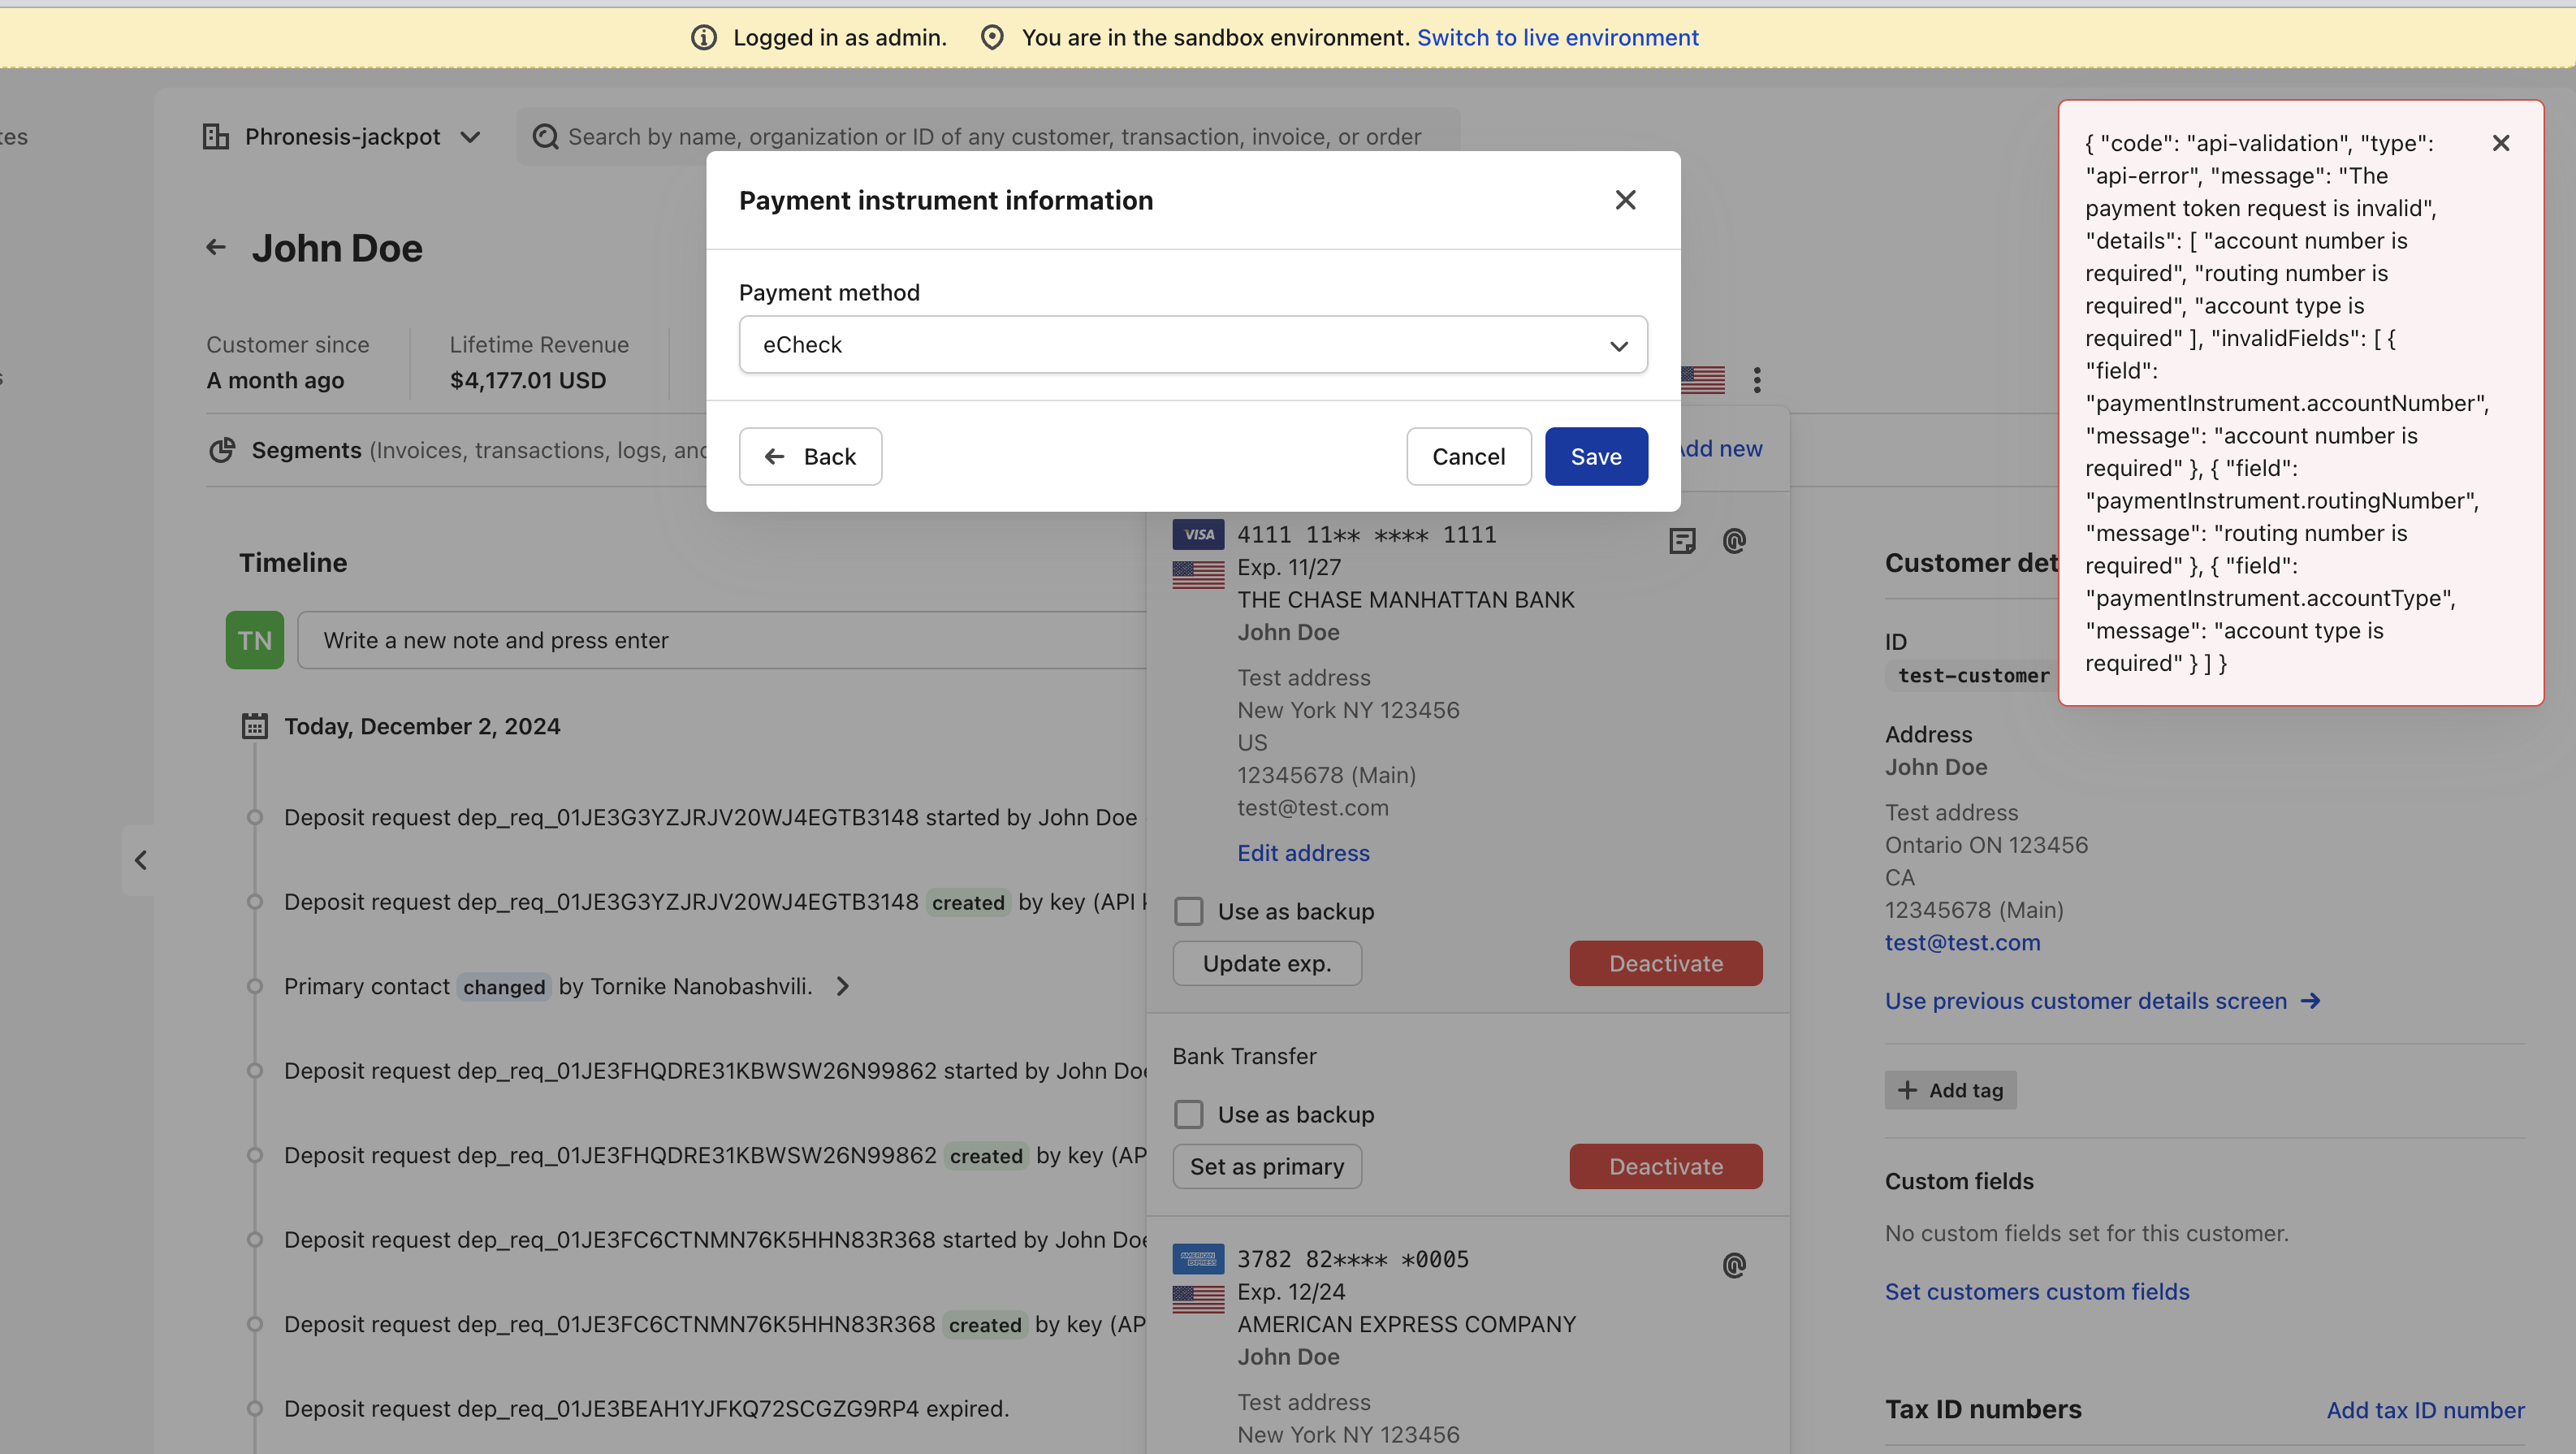 Logged in as admin. You are in the sandbox environment. Switch to live environment
Phronesis-jackpot
Search by name, organization or ID of any customer, transaction, invoice, or order
John Doe
Customer since
A month ago
Lifetime Revenue
$4,177.01 USD
Segments (Invoices, transactions, logs, and
Timeline
TN
Write a new note and press enter
Today, December 2, 2024
Deposit request dep_req_01JE3G3YZJRJV20WJ4EGTB3148 started by John Doe
Deposit request dep_req_01JE3G3YZJRJV20WJ4EGTB3148 created by key (API
Primary contact changed by Tornike Nanobashvili.
Deposit request dep_req_01JE3FHQDRE31KBWSW26N99862 started by John Doe
Deposit request dep_req_01JE3FHQDRE31KBWSW26N99862 created by key (AP
Deposit request dep_req_01JE3FC6CTNMN76K5HHN83R368 started by John Doe
Deposit request dep_req_01JE3FC6CTNMN76K5HHN83R368 created by key (AP
Deposit request dep_req_01JE3BEAH1YJFKQ72SCGZG9RP4 expired.
Payment instrument information
Payment method
eCheck
Back
Cancel
Save
Add new
VISA
4111 11** **** 1111
Exp. 11/27
THE CHASE MANHATTAN BANK
John Doe
Test address
New York NY 123456
US
12345678 (Main)
test@test.com
Edit address
Use as backup
Update exp.
Deactivate
Bank Transfer
Use as backup
Set as primary
Deactivate
AMERICAN EXPRESS
3782 82**** *0005
Exp. 12/24
AMERICAN EXPRESS COMPANY
John Doe
Test address
New York NY 123456
{ "code": "api-validation", "type":
"api-error", "message": "The
payment token request is invalid",
"details": [ "account number is
required", "routing number is
required", "account type is
required" ], "invalidFields": [ {
"field":
"paymentInstrument.accountNumber",
"message": "account number is
required" }, { "field":
"paymentInstrument.routingNumber",
"message": "routing number is
required" }, { "field":
"paymentInstrument.accountType",
"message": "account type is
required" } ] }
Customer det
ID
test-customer
Address
John Doe
Test address
Ontario ON 123456
CA
12345678 (Main)
test@test.com
Use previous customer details screen
Add tag
Custom fields
No custom fields set for this customer.
Set customers custom fields
Tax ID numbers
Add tax ID number